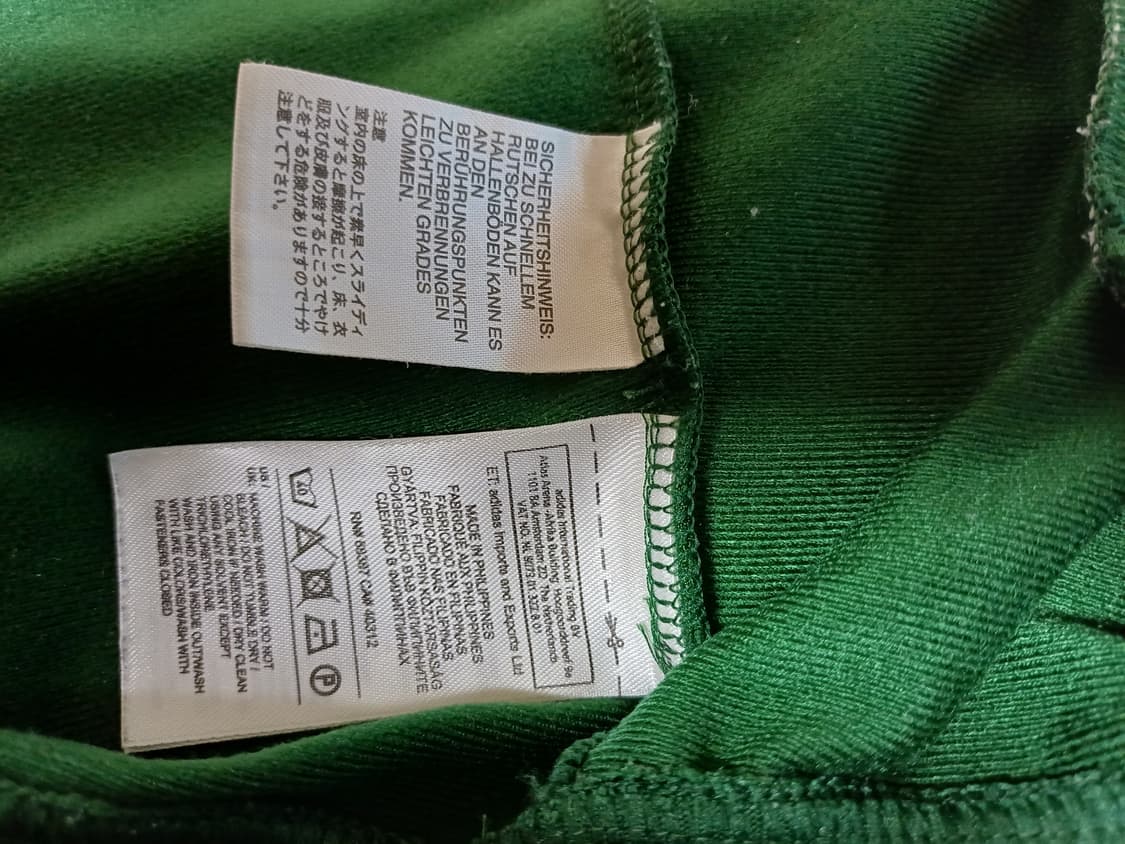 SICHERHEITSHINWEIS:
BEI ZU SCHNELLEM
RUTSCHEN AUF
HALLENBÖDEN KANN ES
AN DEN
BERÜHRUNGSPUNKTEN
ZU VERBRENNUNGEN
LEICHTEN GRADES
KOMMEN.
注意
室内の床の上で素早くスライディ
ングすると摩擦が起こり、床、衣
服及び皮膚の接するところでやけ
どをする危険がありますので十分
注意して下さい。
adidas International Trading BV
Atlas Arena -Afrika Building Hoogoorddreef 9a
1101 BA Amsterdam ZO, The Netherlands
VAT NO. NL
ET: adidas Imports and Exports Ltd
MADE IN PHILIPPINES
FABRIQUE AUX PHILIPPINES
FABRICADO EN FILIPINAS
FABRICADO NAS FILIPINAS
GYÁRTVA: FILIPPIN KÖZTÁRSASÁG
ПРОИЗВЕДЕНО ВЪВ ФИЛИПИНИТЕ
СДЕЛАНО В ФИЛИППИНАХ
RN# 88387 CA# 40312
40
P
US /
UK: MACHINE WASH WARM / DO NOT
BLEACH / DO NOT TUMBLE DRY /
COOL IRON IF NEEDED / DRY CLEAN
USING ANY SOLVENT EXCEPT
TRICHLORETHYLENE.
WASH AND IRON INSIDE OUT/WASH
WITH LIKE COLORS/WASH WITH
FASTENERS CLOSED